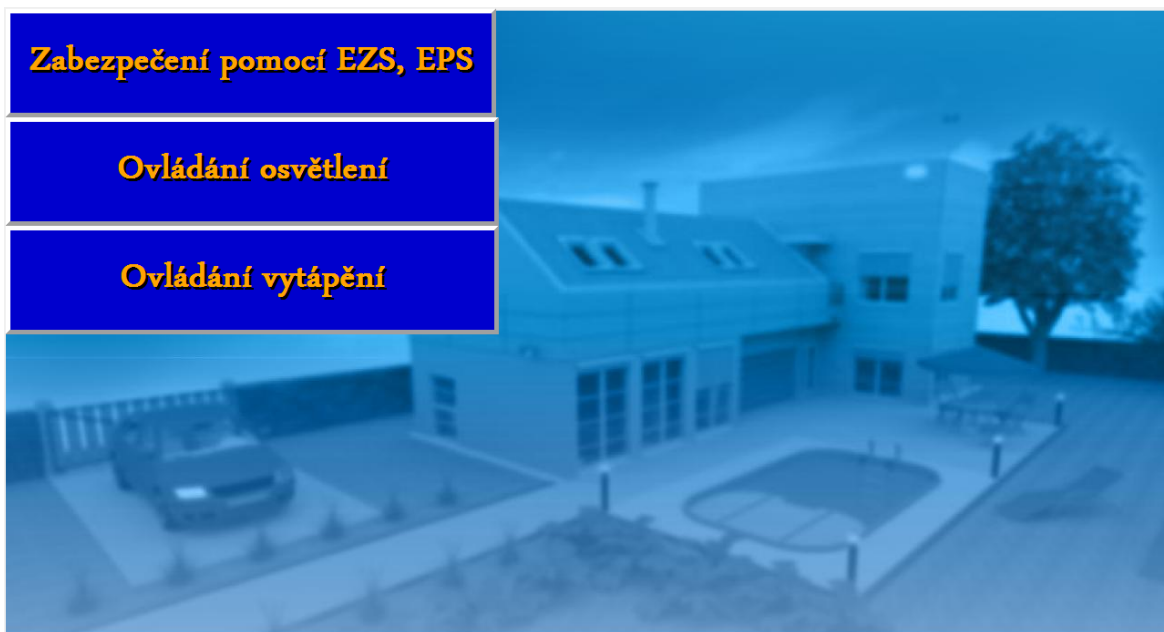 Zabezpečení pomocí EZS, EPS
Ovládání osvětlení
Ovládání vytápění